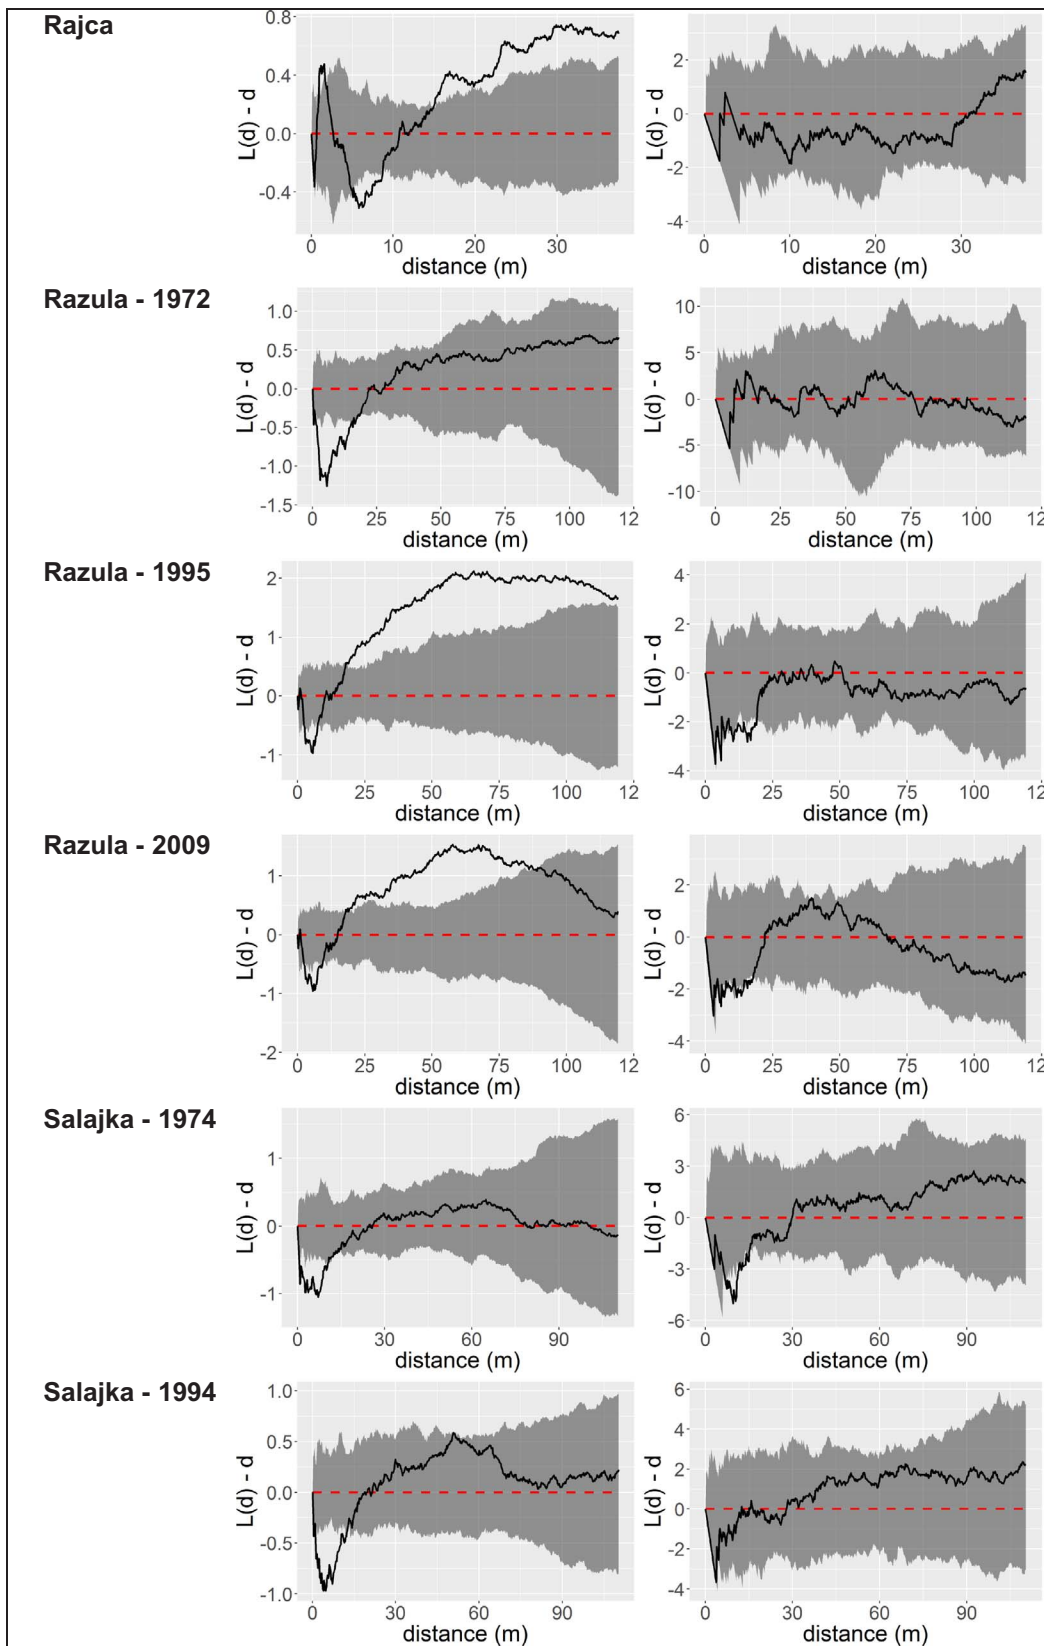 Rajca
L(d) - d
0.8
0.4
0.0
-0.4
0 10 20 30
distance (m)
L(d) - d
2
0
-2
-4
0 10 20 30
distance (m)
Razula - 1972
L(d) - d
1.0
0.5
0.0
-0.5
-1.0
-1.5
0 25 50 75 100 12
distance (m)
L(d) - d
10
5
0
-5
-10
0 25 50 75 100 12
distance (m)
Razula - 1995
L(d) - d
2
1
0
-1
0 25 50 75 100 12
distance (m)
L(d) - d
4
2
0
-2
-4
0 25 50 75 100 12
distance (m)
Razula - 2009
L(d) - d
1
0
-1
-2
0 25 50 75 100 12
distance (m)
L(d) - d
2
0
-2
-4
0 25 50 75 100 12
distance (m)
Salajka - 1974
L(d) - d
1
0
-1
0 30 60 90
distance (m)
L(d) - d
6
3
0
-3
-6
0 30 60 90
distance (m)
Salajka - 1994
L(d) - d
1.0
0.5
0.0
-0.5
-1.0
0 30 60 90
distance (m)
L(d) - d
6
4
2
0
-2
-4
0 30 60 90
distance (m)